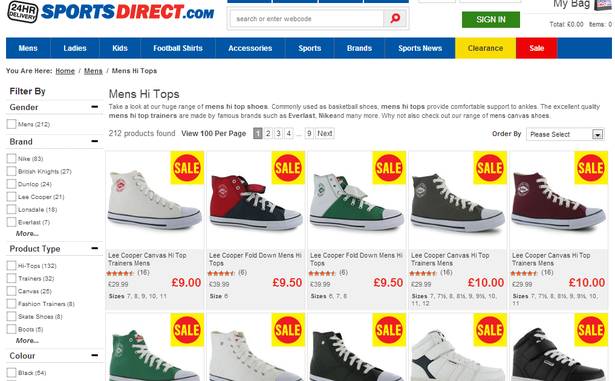 24HR DELIVERY
SPORTSDIRECT.COM
search or enter webcode
SIGN IN
My Bag
Total: £0.00 Items: 0
Mens Ladies Kids Football Shirts Accessories Sports Brands Sports News Clearance Sale
You Are Here: Home / Mens / Mens Hi Tops
Filter By
Gender
Mens (212)
Brand
Nike (83)
British Knights (27)
Dunlop (24)
Lee Cooper (21)
Lonsdale (18)
Everlast (7)
More...
Product Type
Hi-Tops (132)
Trainers (32)
Canvas (25)
Fashion Trainers (8)
Skate Shoes (8)
Boots (5)
More...
Colour
Black (64)
Mens Hi Tops
Take a look at our huge range of mens hi top shoes. Commonly used as basketball shoes, mens hi tops provide comfortable support to ankles. The excellent quality
mens hi top trainers are made by famous brands such as Everlast, Nikeand many more. Why not also check out our range of mens canvas shoes.
212 products found View 100 Per Page 1 2 3 4 ... 9 Next Order By Please Select
SALE SALE SALE SALE SALE
Lee Cooper Canvas Hi Top Trainers Mens
(16)
£29.99 £9.00
Sizes 7, 8, 9, 10, 11
Lee Cooper Fold Down Mens Hi Tops
(6)
£39.99 £9.50
Sizes 6
Lee Cooper Fold Down Mens Hi Tops
(6)
£39.99 £9.50
Sizes 6, 7, 8
Lee Cooper Canvas Hi Top Trainers Mens
(16)
£29.99 £10.00
Sizes 7, 7½, 8, 8½, 9, 9½, 10, 11, 12
Lee Cooper Canvas Hi Top Trainers Mens
(16)
£29.99 £10.00
Sizes 7, 7½, 8, 8½, 9, 9½, 10, 11
SALE SALE SALE SALE SALE